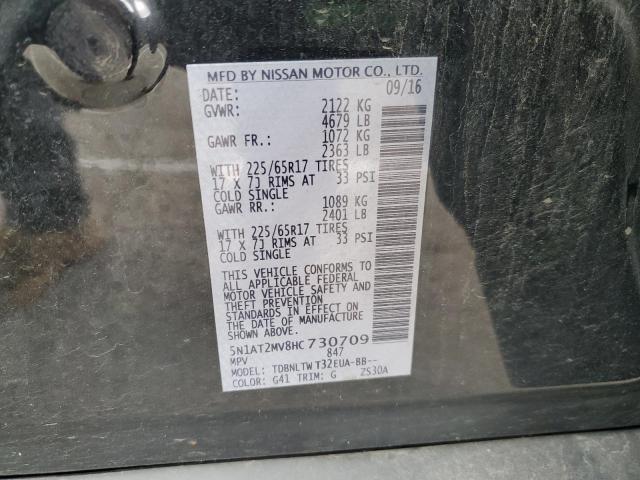 MFD BY NISSAN MOTOR CO., LTD.
DATE: 09/16
GVWR: 2122 KG
4679 LB
GAWR FR.: 1072 KG
2363 LB
WITH 225/65R17 TIRES
17 X 7J RIMS AT 33 PSI
COLD SINGLE
GAWR RR.: 1089 KG
2401 LB
WITH 225/65R17 TIRES
17 X 7J RIMS AT 33 PSI
COLD SINGLE
THIS VEHICLE CONFORMS TO
ALL APPLICABLE FEDERAL
MOTOR VEHICLE SAFETY AND
THEFT PREVENTION
STANDARDS IN EFFECT ON
THE DATE OF MANUFACTURE
SHOWN ABOVE.
5N1AT2MV8HC730709
MPV 847
MODEL: TDBNLTWT32EUA-BB--
COLOR: G41 TRIM: G ZS30A